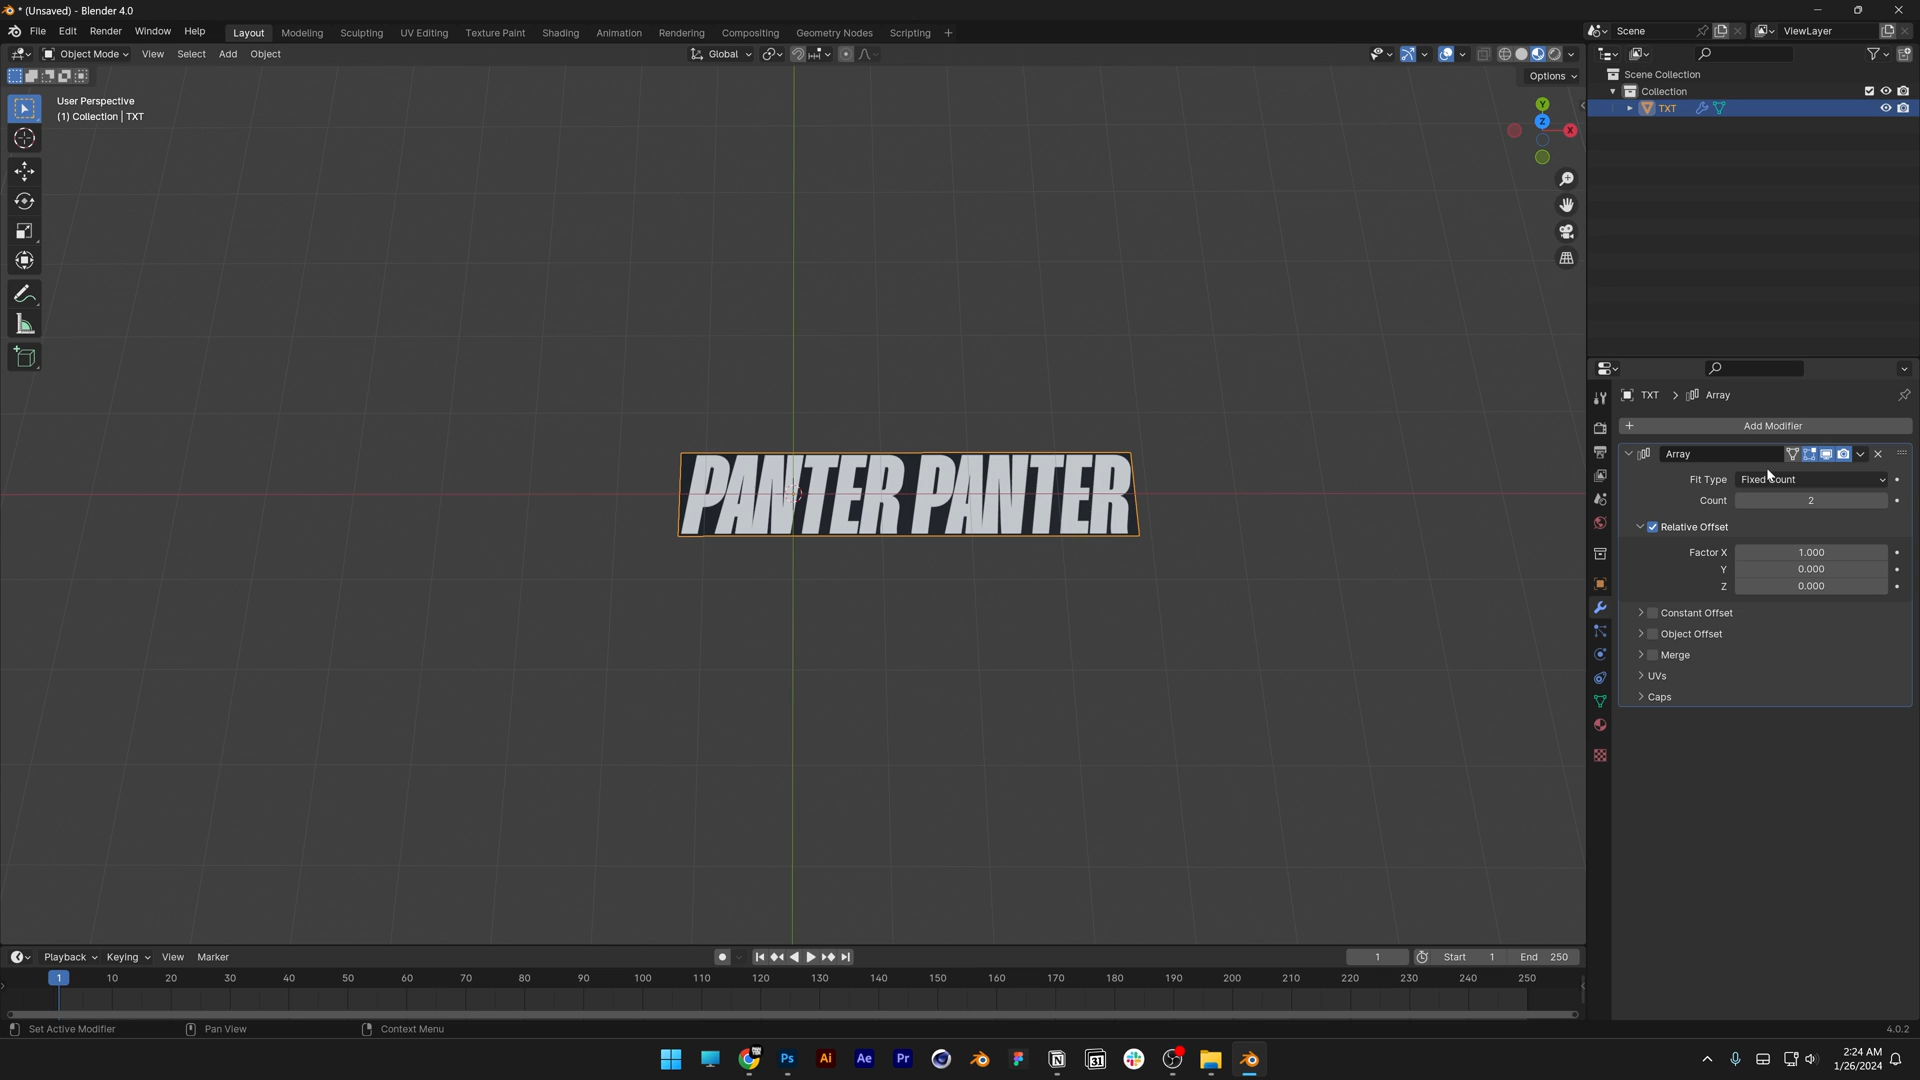 * (Unsaved) - Blender 4.0
File Edit Render Window Help Layout Modeling Sculpting UV Editing Texture Paint Shading Animation Rendering Compositing Geometry Nodes Scripting + Scene ViewLayer
Object Mode View Select Add Object Global
Options
User Perspective
(1) Collection | TXT
Y
Z
X
Scene Collection
Collection
TXT
PANTER PANTER
TXT > Array
+ Add Modifier
Array
Fit Type Fixed Count
Count 2
Relative Offset
Factor X 1.000
Y 0.000
Z 0.000
Constant Offset
Object Offset
Merge
UVs
Caps
Playback Keying View Marker 1 Start 1 End 250
1 10 20 30 40 50 60 70 80 90 100 110 120 130 140 150 160 170 180 190 200 210 220 230 240 250
Set Active Modifier Pan View Context Menu 4.0.2
Ps Ai Ae Pr N 31
2:24 AM
1/26/2024